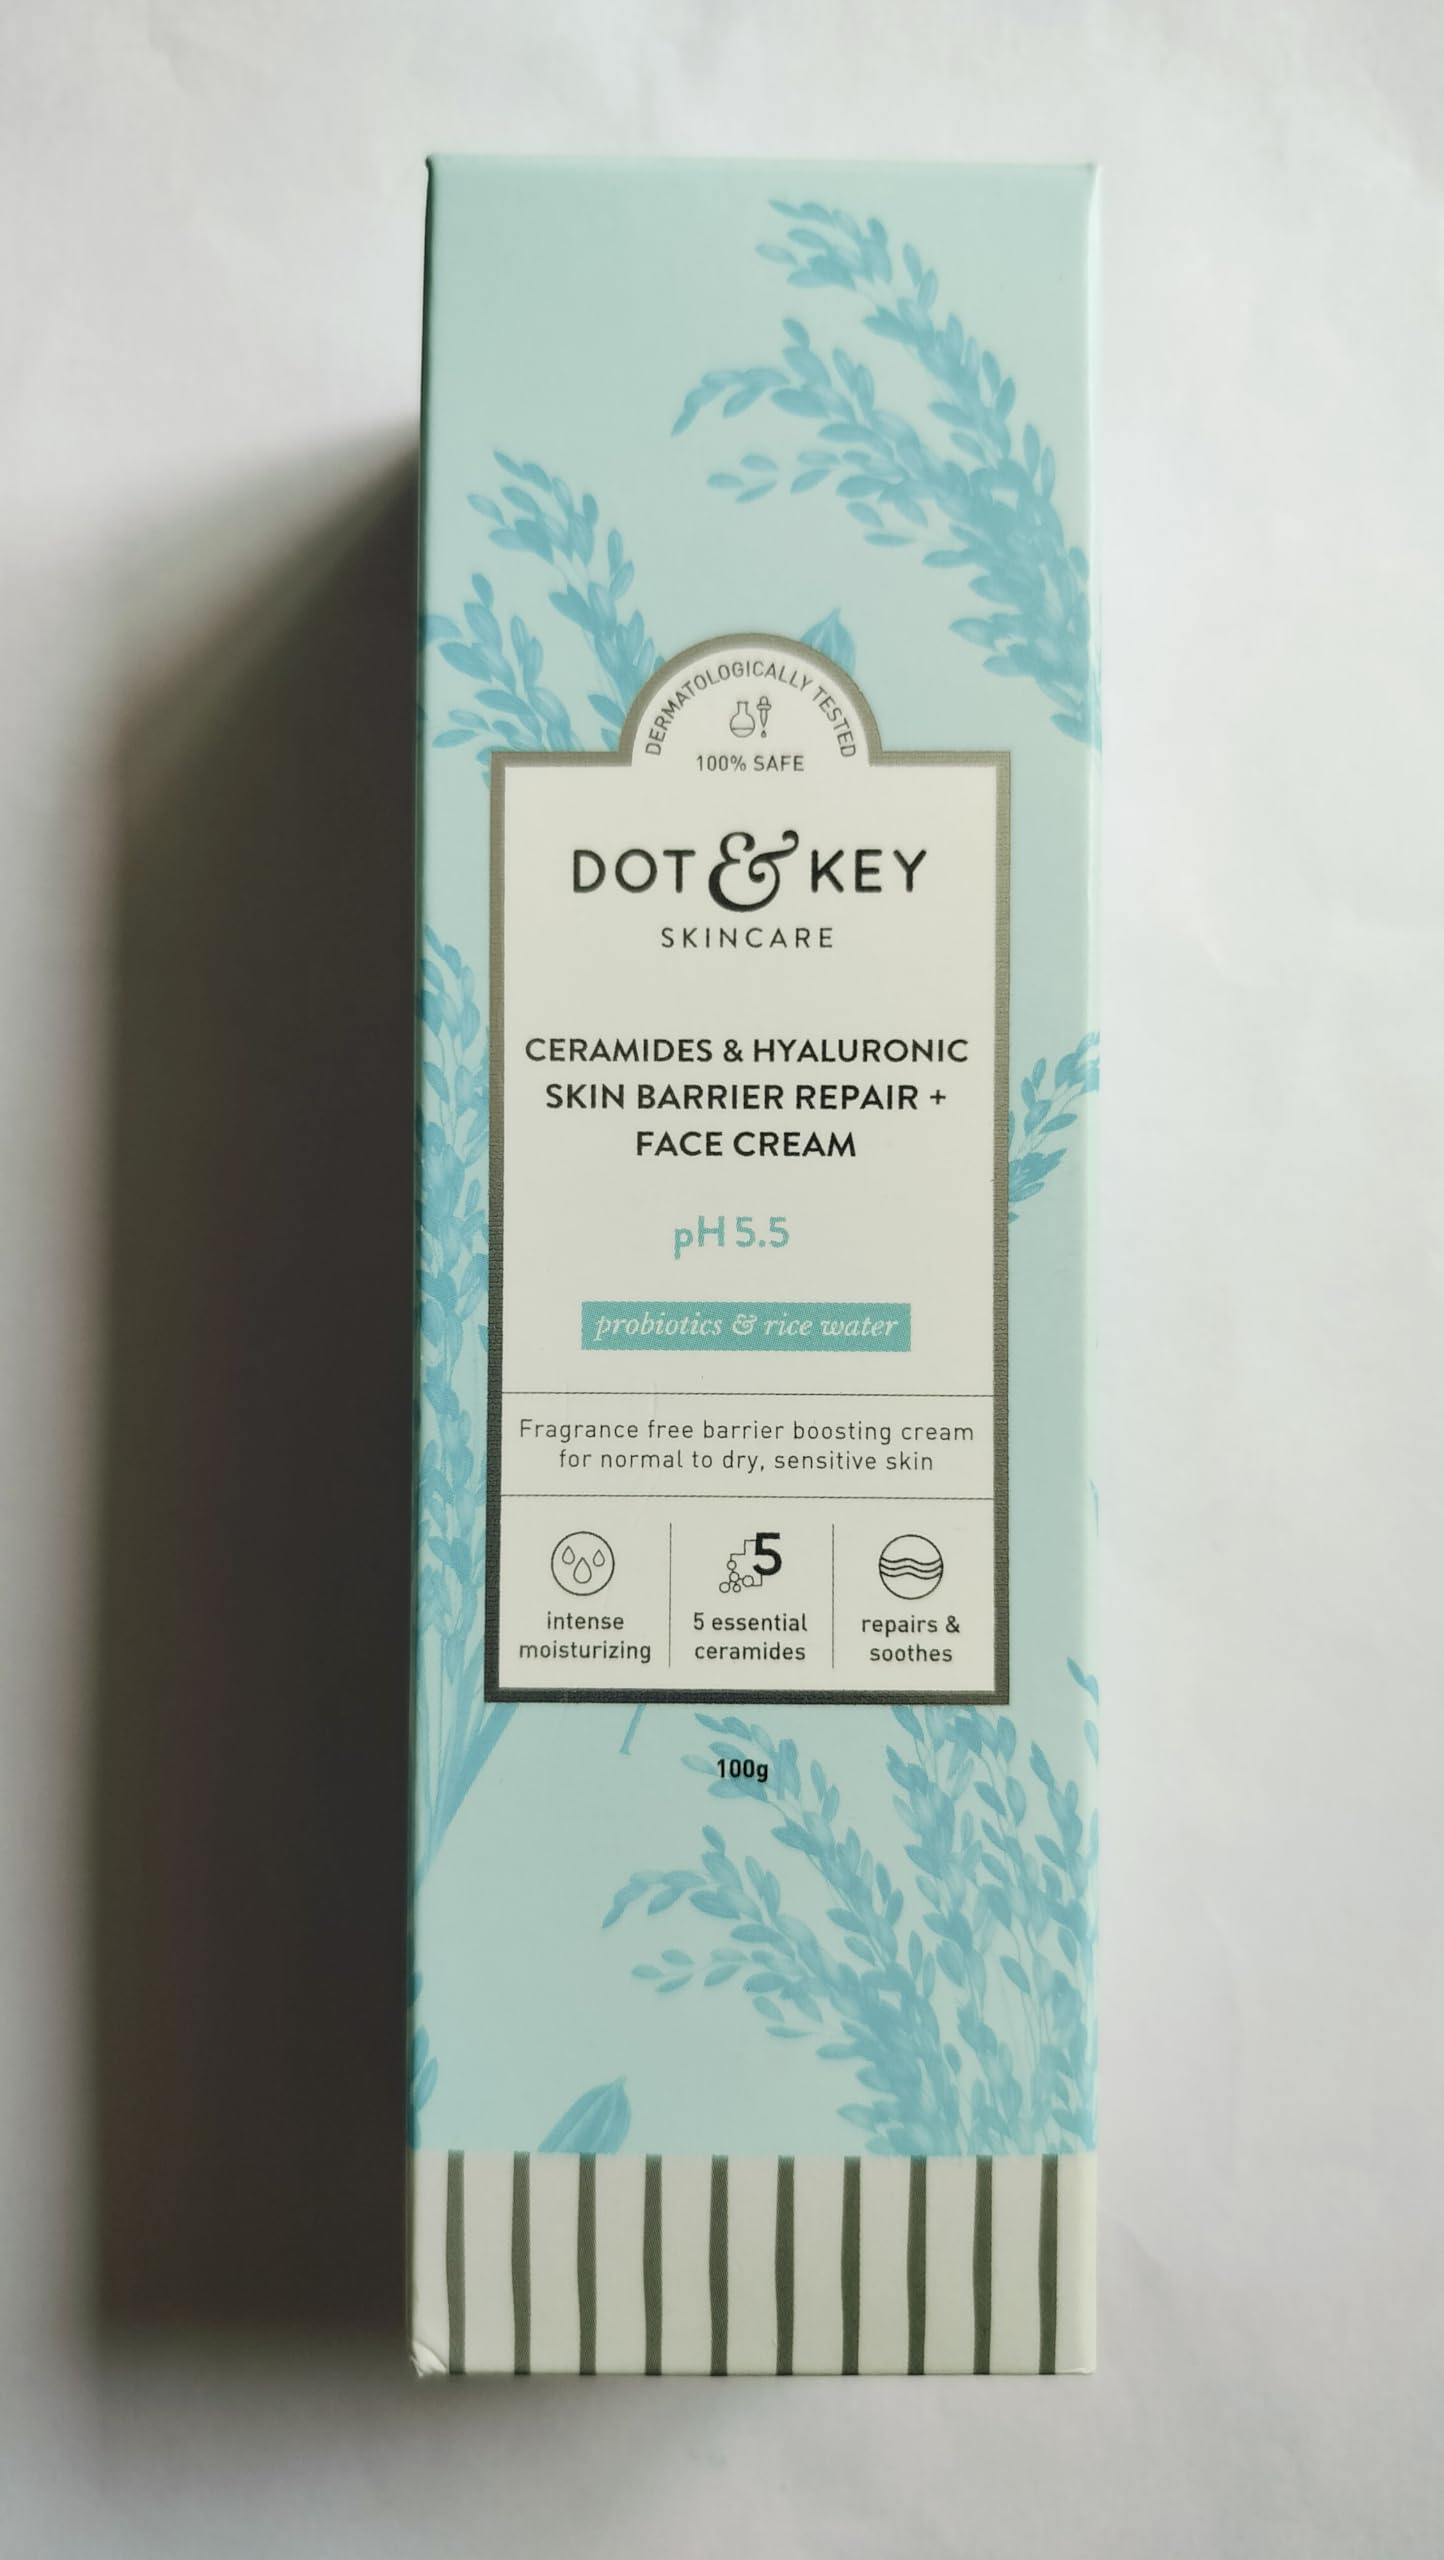 DERMATOLOGICALLY TESTED
100% SAFE
DOT & KEY
SKINCARE
CERAMIDES & HYALURONIC
SKIN BARRIER REPAIR +
FACE CREAM
pH 5.5
probiotics & rice water
Fragrance free barrier boosting cream
for normal to dry, sensitive skin
5
intense
moisturizing
5 essential
ceramides
repairs &
soothes
100g